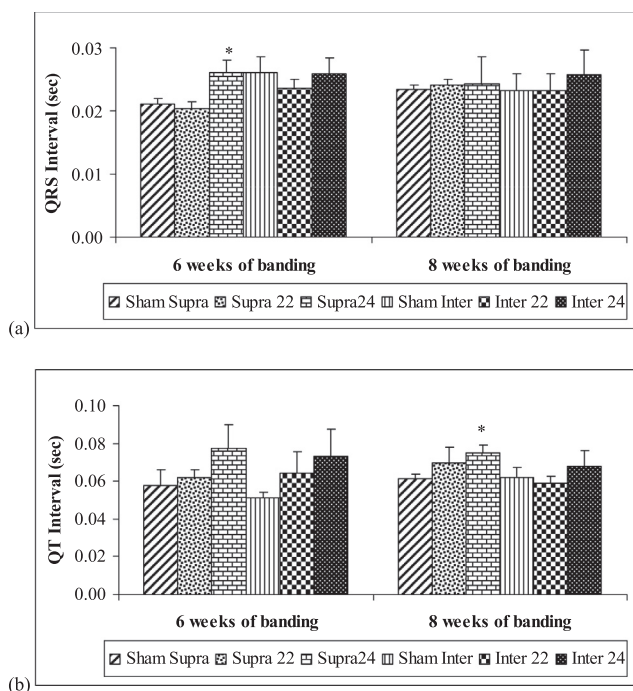 *
0.03
0.02
0.01
0.00
QRS Interval (sec)
6 weeks of banding 8 weeks of banding
Sham Supra Supra 22 Supra24 Sham Inter Inter 22 Inter 24
(a)
0.10
0.08
0.06
0.04
0.02
0.00
*
QT Interval (sec)
6 weeks of banding 8 weeks of banding
Sham Supra Supra 22 Supra24 Sham Inter Inter 22 Inter 24
(b)